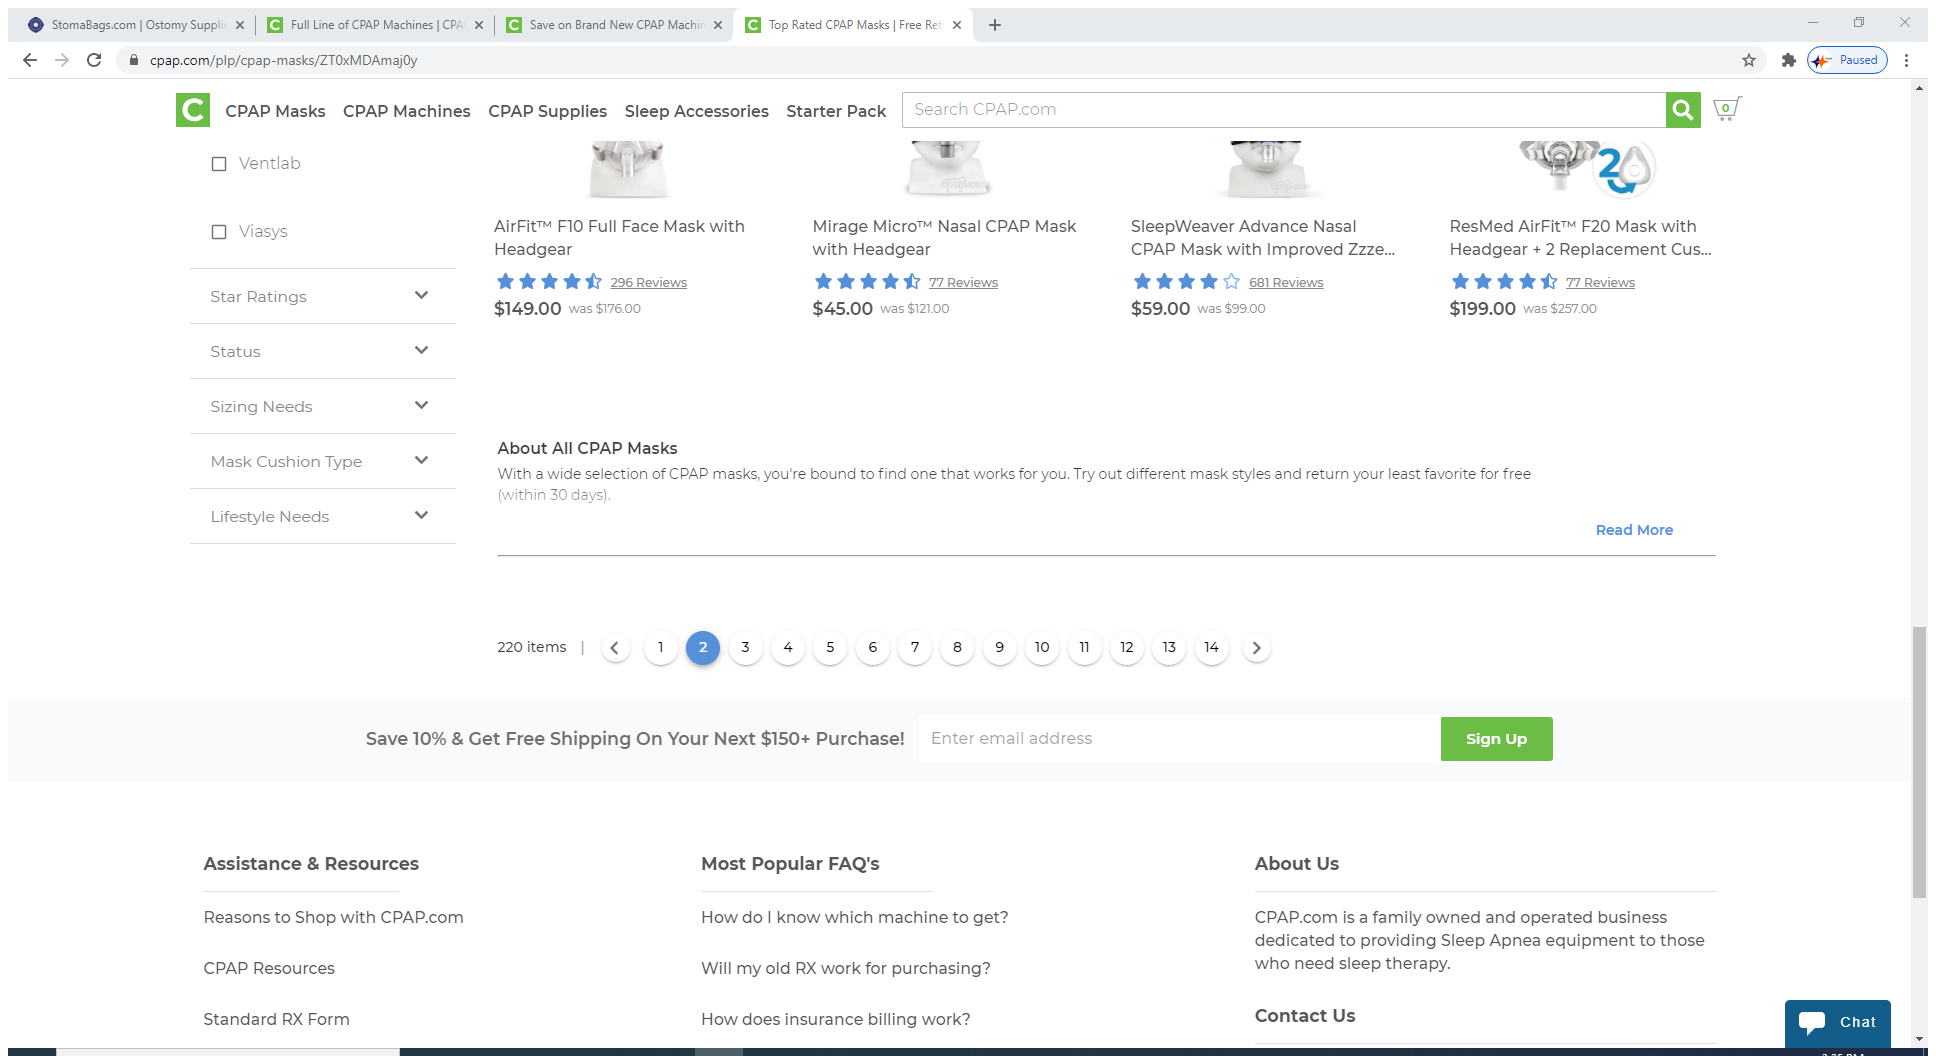 StomaBags.com | Ostomy Supplie
Full Line of CPAP Machines | CPA
Save on Brand New CPAP Machin
Top Rated CPAP Masks | Free Ret
cpap.com/plp/cpap-masks/ZT0xMDAmaj0y
Paused
C
CPAP Masks
CPAP Machines
CPAP Supplies
Sleep Accessories
Starter Pack
Search CPAP.com
0
Ventlab
Viasys
Star Ratings
Status
Sizing Needs
Mask Cushion Type
Lifestyle Needs
cpap.com
cpap.com
2
AirFit™ F10 Full Face Mask with
Headgear
296 Reviews
$149.00 was $176.00
Mirage Micro™ Nasal CPAP Mask
with Headgear
77 Reviews
$45.00 was $121.00
SleepWeaver Advance Nasal
CPAP Mask with Improved Zzze...
681 Reviews
$59.00 was $99.00
ResMed AirFit™ F20 Mask with
Headgear + 2 Replacement Cus...
77 Reviews
$199.00 was $257.00
About All CPAP Masks
With a wide selection of CPAP masks, you're bound to find one that works for you. Try out different mask styles and return your least favorite for free
(within 30 days).
Read More
220 items | 1 2 3 4 5 6 7 8 9 10 11 12 13 14
Save 10% & Get Free Shipping On Your Next $150+ Purchase!
Enter email address
Sign Up
Assistance & Resources
Reasons to Shop with CPAP.com
CPAP Resources
Standard RX Form
Most Popular FAQ's
How do I know which machine to get?
Will my old RX work for purchasing?
How does insurance billing work?
About Us
CPAP.com is a family owned and operated business
dedicated to providing Sleep Apnea equipment to those
who need sleep therapy.
Contact Us
Chat